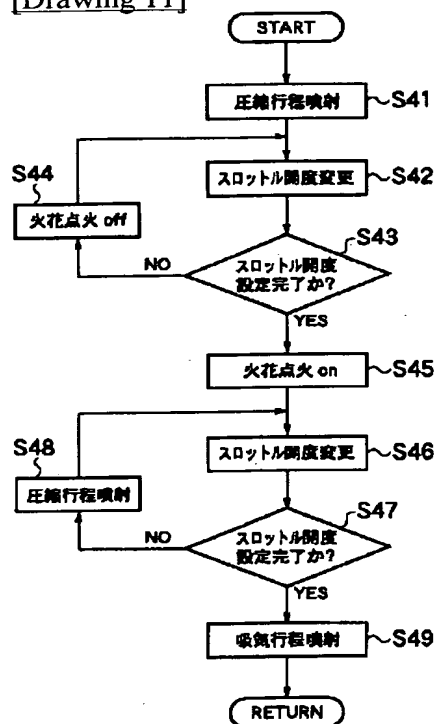 [Drawing 11]
START
圧縮行程噴射
S41
スロットル開度変更
S42
S44
火花点火 off
S43
スロットル開度
設定完了か?
NO
YES
火花点火 on
S45
スロットル開度変更
S46
S48
圧縮行程噴射
S47
スロットル開度
設定完了か?
NO
YES
吸気行程噴射
S49
RETURN